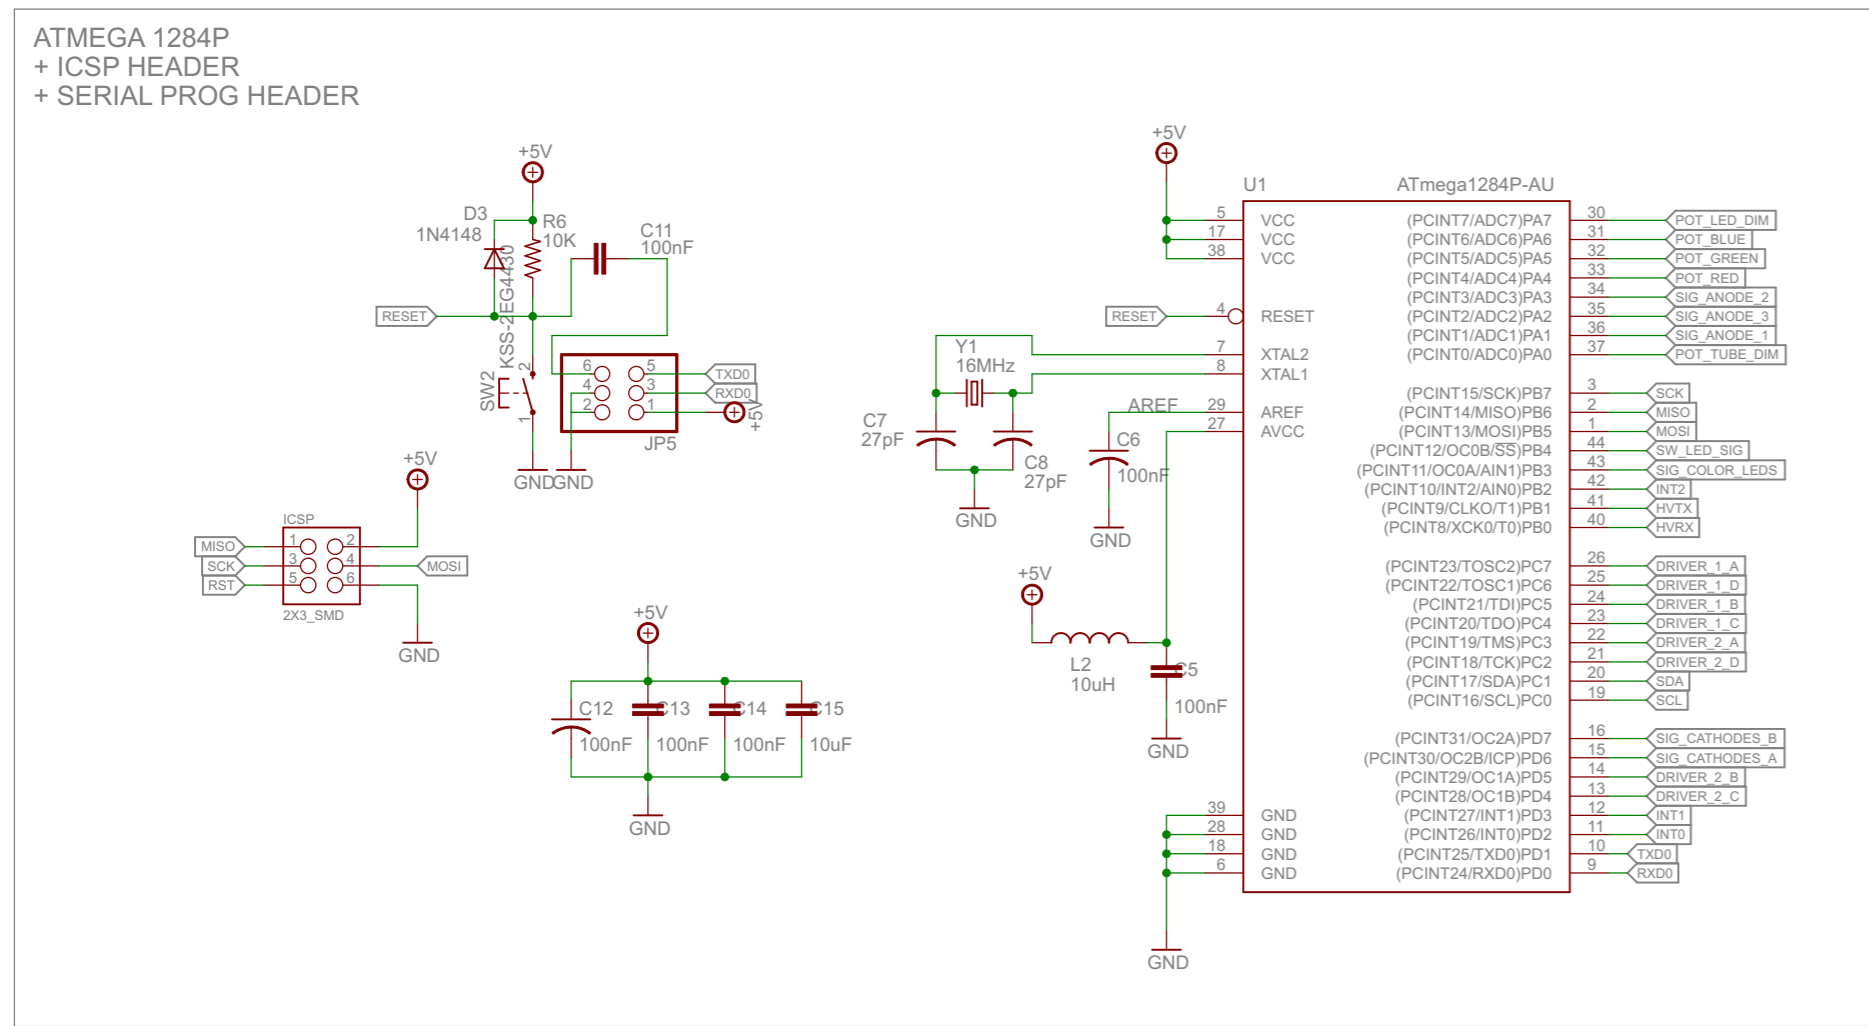 ATMEGA 1284P
+ ICSP HEADER
+ SERIAL PROG HEADER
+5V
D3
1N4148
R6
10K
C11
100nF
KSS-2EG4430
RESET
SW2
2
1
6
4
2
5
3
1
TXD0
RXD0
+5V
JP5
GND
GND
ICSP
+5V
MISO
SCK
RST
1
3
5
2
4
6
MOSI
2X3_SMD
GND
+5V
C12
100nF
C13
100nF
C14
100nF
C15
10uF
GND
+5V
RESET
Y1
16MHz
C7
27pF
C8
27pF
GND
AREF
C6
100nF
GND
+5V
L2
10uH
C5
100nF
GND
GND
U1
ATmega1284P-AU
5 VCC
17 VCC
38 VCC
4 RESET
7 XTAL2
8 XTAL1
29 AREF
27 AVCC
39 GND
28 GND
18 GND
6 GND
(PCINT7/ADC7)PA7 30 POT_LED_DIM
(PCINT6/ADC6)PA6 31 POT_BLUE
(PCINT5/ADC5)PA5 32 POT_GREEN
(PCINT4/ADC4)PA4 33 POT_RED
(PCINT3/ADC3)PA3 34 SIG_ANODE_2
(PCINT2/ADC2)PA2 35 SIG_ANODE_3
(PCINT1/ADC1)PA1 36 SIG_ANODE_1
(PCINT0/ADC0)PA0 37 POT_TUBE_DIM
(PCINT15/SCK)PB7 3 SCK
(PCINT14/MISO)PB6 2 MISO
(PCINT13/MOSI)PB5 1 MOSI
(PCINT12/OC0B/SS)PB4 44 SW_LED_SIG
(PCINT11/OC0A/AIN1)PB3 43 SIG_COLOR_LEDS
(PCINT10/INT2/AIN0)PB2 42 INT2
(PCINT9/CLKO/T1)PB1 41 HVTX
(PCINT8/XCK0/T0)PB0 40 HVRX
(PCINT23/TOSC2)PC7 26 DRIVER_1_A
(PCINT22/TOSC1)PC6 25 DRIVER_1_D
(PCINT21/TDI)PC5 24 DRIVER_1_B
(PCINT20/TDO)PC4 23 DRIVER_1_C
(PCINT19/TMS)PC3 22 DRIVER_2_A
(PCINT18/TCK)PC2 21 DRIVER_2_D
(PCINT17/SDA)PC1 20 SDA
(PCINT16/SCL)PC0 19 SCL
(PCINT31/OC2A)PD7 16 SIG_CATHODES_B
(PCINT30/OC2B/ICP)PD6 15 SIG_CATHODES_A
(PCINT29/OC1A)PD5 14 DRIVER_2_B
(PCINT28/OC1B)PD4 13 DRIVER_2_C
(PCINT27/INT1)PD3 12 INT1
(PCINT26/INT0)PD2 11 INT0
(PCINT25/TXD0)PD1 10 TXD0
(PCINT24/RXD0)PD0 9 RXD0